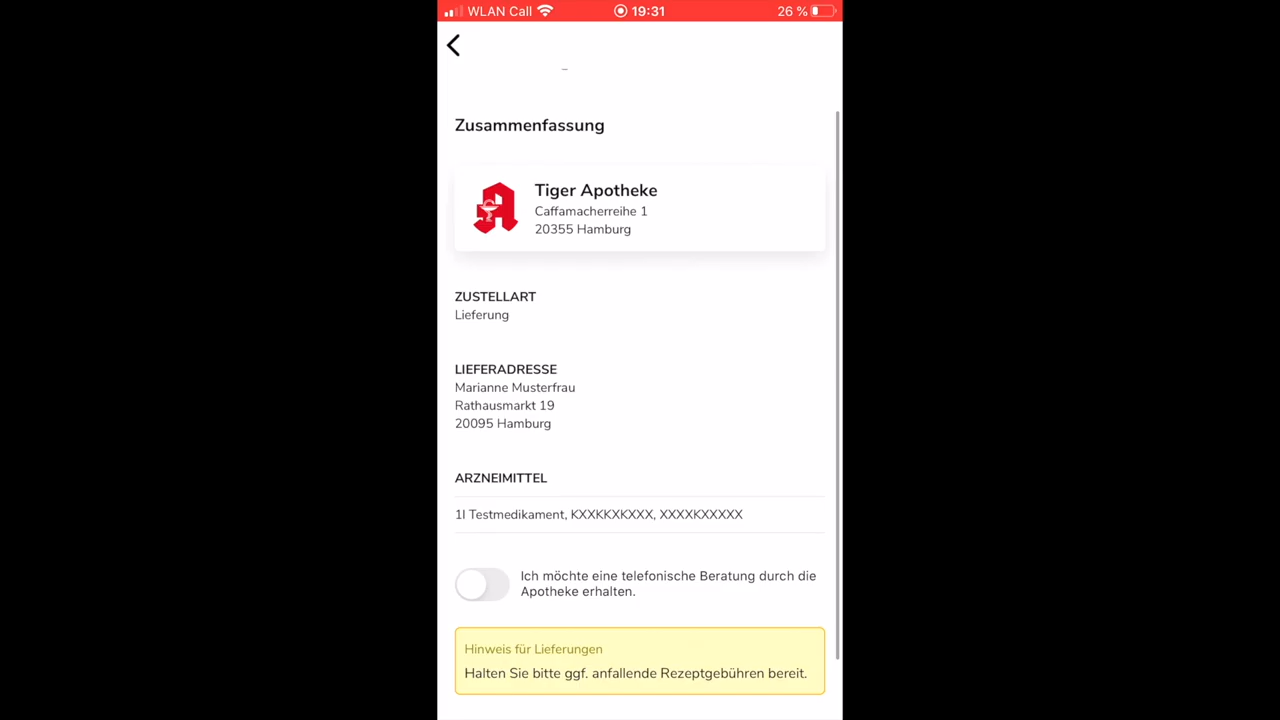 WLAN Call 19:31 26 %
Zusammenfassung
Tiger Apotheke
Caffamacherreihe 1
20355 Hamburg
ZUSTELLART
Lieferung
LIEFERADRESSE
Marianne Musterfrau
Rathausmarkt 19
20095 Hamburg
ARZNEIMITTEL
1l Testmedikament, KXXKKXKXXX, XXXXKXXXXX
Ich möchte eine telefonische Beratung durch die
Apotheke erhalten.
Hinweis für Lieferungen
Halten Sie bitte ggf. anfallende Rezeptgebühren bereit.